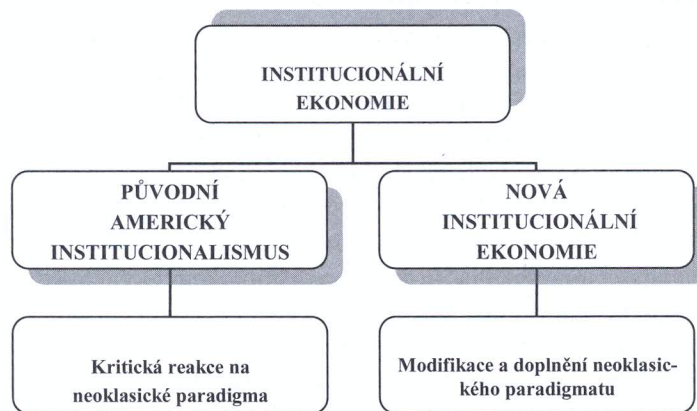 INSTITUCIONÁLNÍ
EKONOMIE
PŮVODNÍ
AMERICKÝ
INSTITUCIONALISMUS
NOVÁ
INSTITUCIONÁLNÍ
EKONOMIE
Kritická reakce na
neoklasické paradigma
Modifikace a doplnění neoklasic-
kého paradigmatu